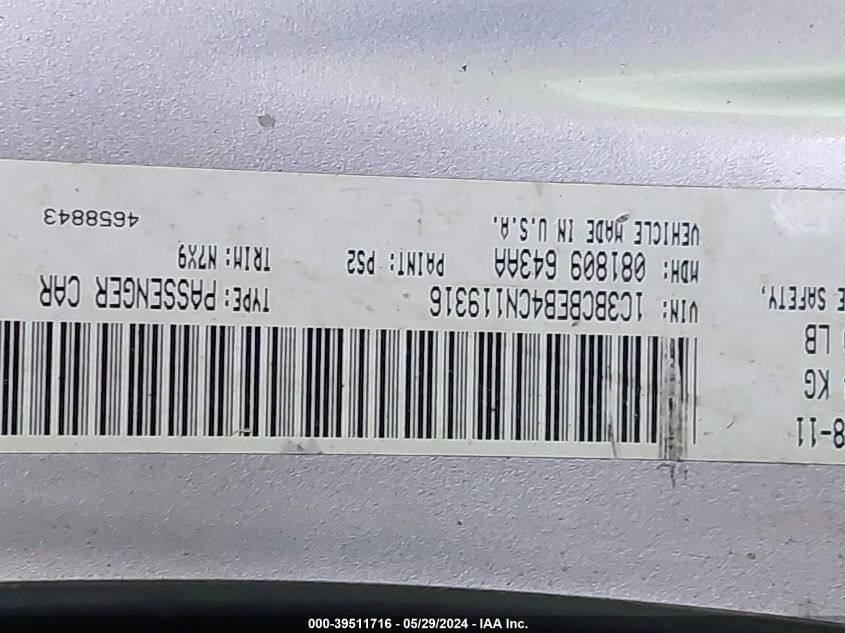 8-11
KG
LB
E SAFETY,
VIN: 1C3BCBEB4CN119316 TYPE: PASSENGER CAR
MDH: 081809 643AA PAINT: PS2 TRIM: N7X9
VEHICLE MADE IN U.S.A. 4658843
000-39511716 - 05/29/2024 - IAA Inc.